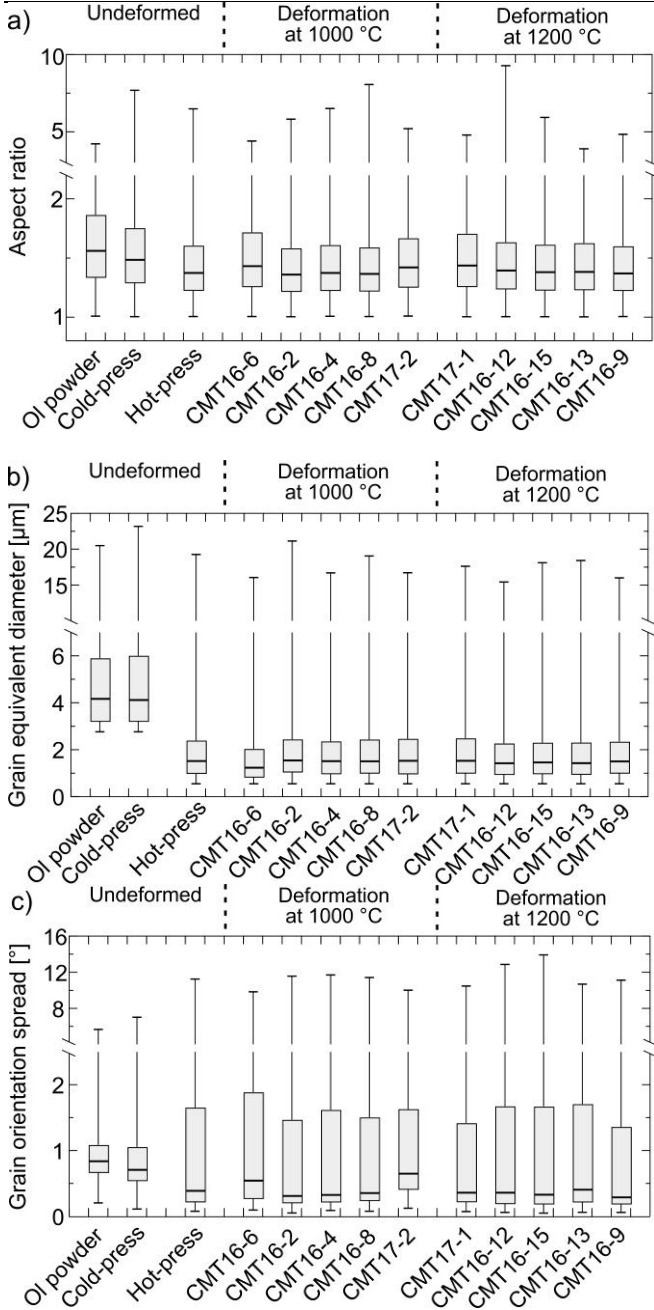 a)
Undeformed
Deformation
at 1000 °C
Deformation
at 1200 °C
Aspect ratio
5
2
1
Ol powder
Cold-press
Hot-press
CMT16-6
CMT16-2
CMT16-4
CMT16-8
CMT17-2
CMT17-1
CMT16-12
CMT16-15
CMT16-13
CMT16-9
b)
Undeformed
Deformation
at 1000 °C
Deformation
at 1200 °C
Grain equivalent diameter [µm]
25
20
15
6
4
2
0
Ol powder
Cold-press
Hot-press
CMT16-6
CMT16-2
CMT16-4
CMT16-8
CMT17-2
CMT17-1
CMT16-12
CMT16-15
CMT16-13
CMT16-9
c)
Undeformed
Deformation
at 1000 °C
Deformation
at 1200 °C
Grain orientation spread [°]
16
12
8
2
1
0
Ol powder
Cold-press
Hot-press
CMT16-6
CMT16-2
CMT16-4
CMT16-8
CMT17-2
CMT17-1
CMT16-12
CMT16-15
CMT16-13
CMT16-9